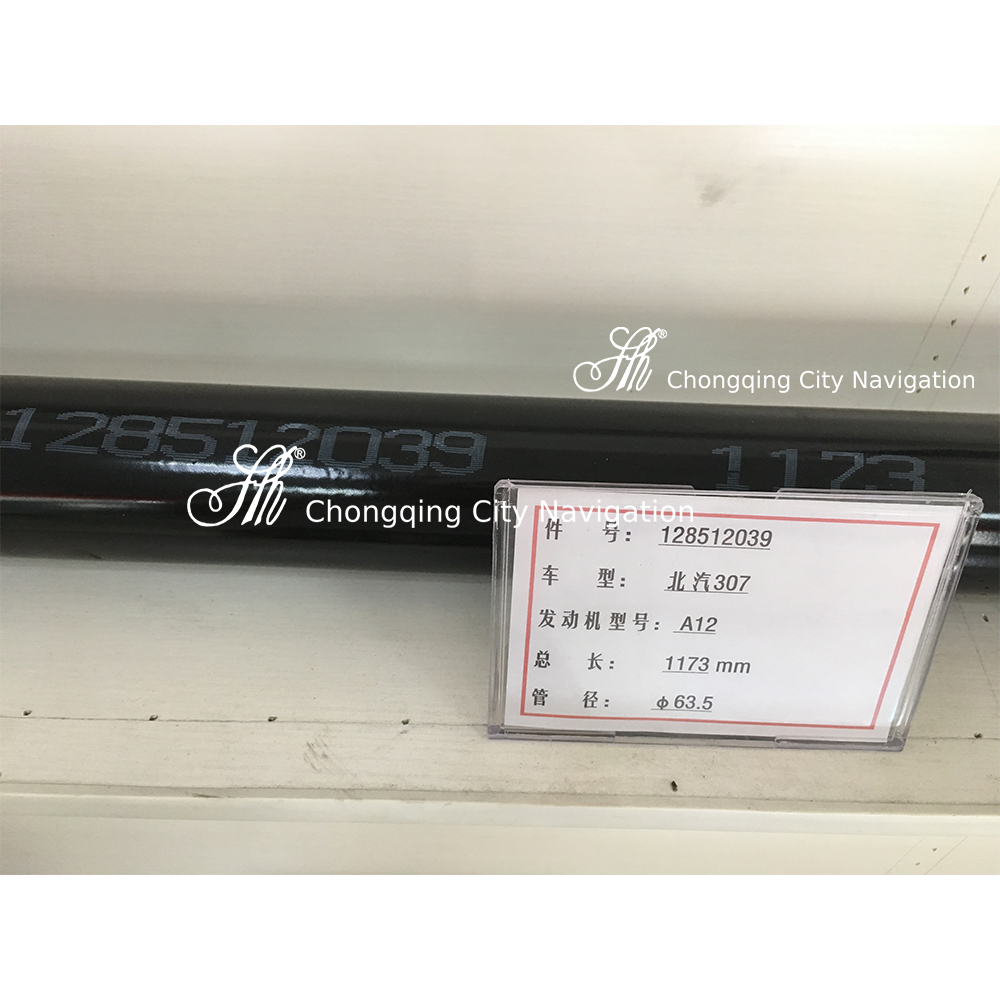 ® Chongqing City Navigation
128512039 1173
® Chongqing City Navigation
件 号: 128512039
车 型: 北汽307
发动机型号: A12
总 长: 1173 mm
管 径: φ63.5